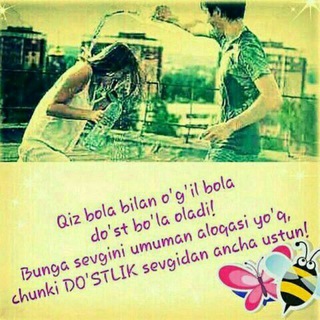 Qiz bola bilan o'g'il bola
do'st bo'la oladi!
Bunga sevgini umuman aloqasi yo'q,
chunki DO'STLIK sevgidan ancha ustun!